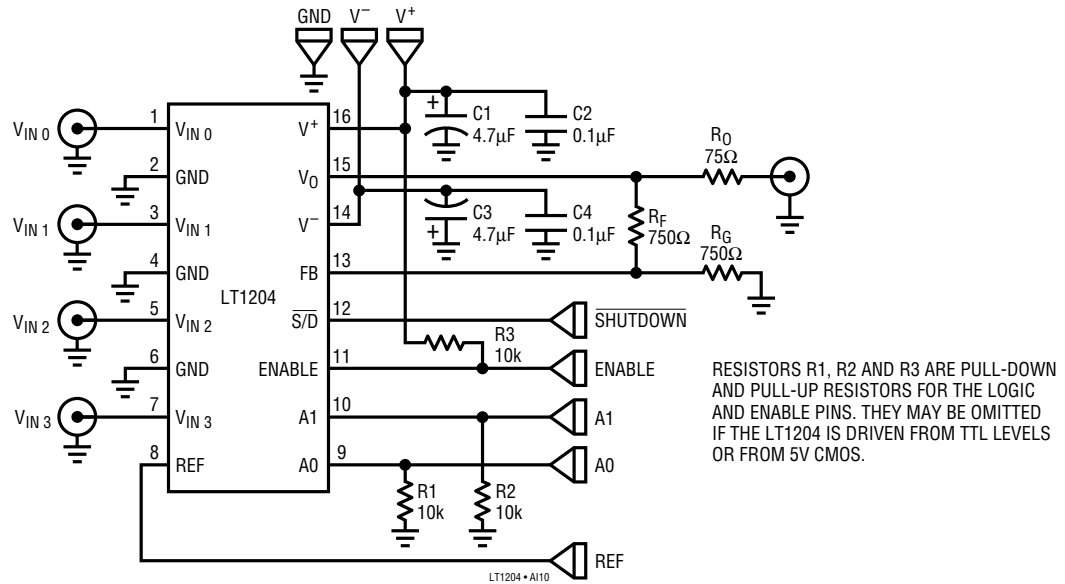 GND V⁻ V⁺
V_IN 0 1 V_IN 0 V⁺ 16
+ C1 4.7µF
C2 0.1µF
2 GND V_O 15
R_O 75Ω
V_IN 1 3 V_IN 1 V⁻ 14
C3 4.7µF +
C4 0.1µF
R_F 750Ω
R_G 750Ω
4 GND FB 13
LT1204
V_IN 2 5 V_IN 2 S̅/̅D̅ 12 S̅H̅U̅T̅D̅O̅W̅N̅
R3 10k
6 GND ENABLE 11 ENABLE
V_IN 3 7 V_IN 3 A1 10 A1
8 REF A0 9 A0
R1 10k
R2 10k
REF
LT1204 • AI10
RESISTORS R1, R2 AND R3 ARE PULL-DOWN
AND PULL-UP RESISTORS FOR THE LOGIC
AND ENABLE PINS. THEY MAY BE OMITTED
IF THE LT1204 IS DRIVEN FROM TTL LEVELS
OR FROM 5V CMOS.